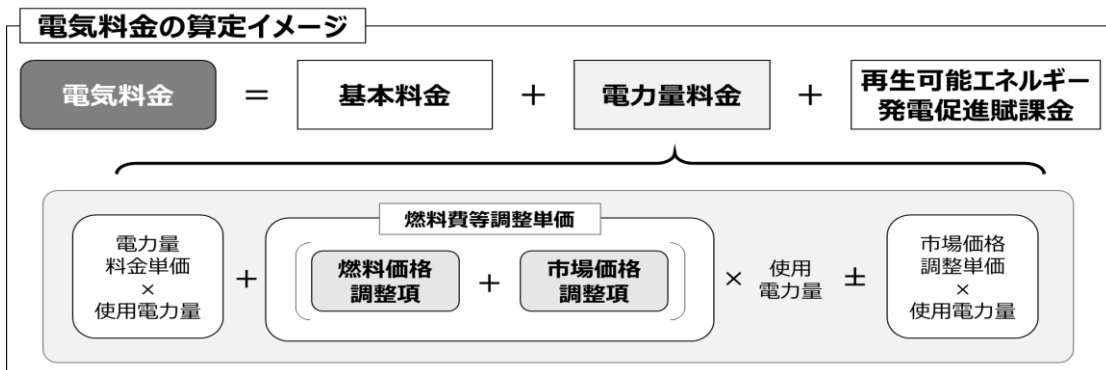 電気料金の算定イメージ
電気料金 = 基本料金 + 電力量料金 + 再生可能エネルギー
発電促進賦課金
燃料費等調整単価
電力量
料金単価
×
使用電力量
+
燃料価格
調整項
+
市場価格
調整項
×
使用
電力量
±
市場価格
調整単価
×
使用電力量